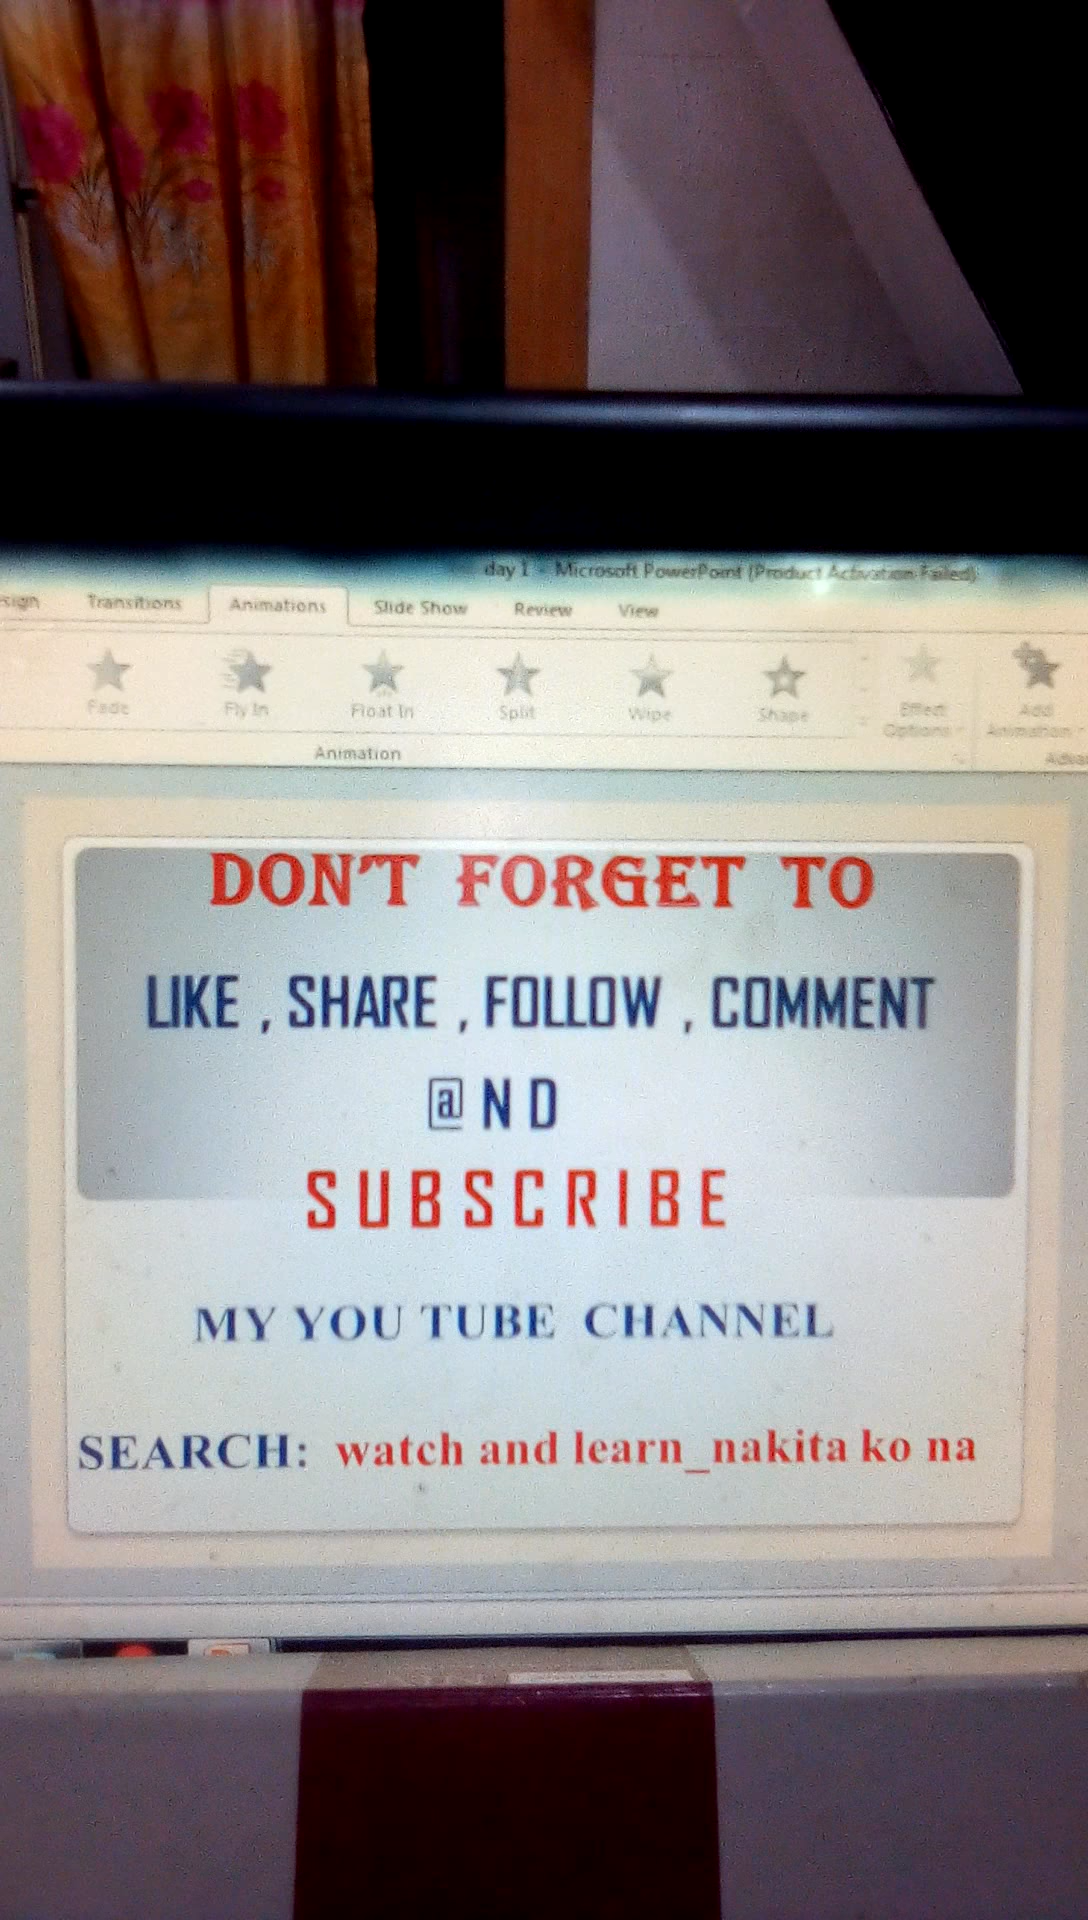 day 1 - Microsoft PowerPoint (Product Activation Failed)
sign Transitions Animations Slide Show Review View
Fade Fly In Float In Split Wipe Shape Effect Options Add Animation
Animation
DON'T FORGET TO
LIKE , SHARE , FOLLOW , COMMENT
@ N D
S U B S C R I B E
MY YOU TUBE CHANNEL
SEARCH: watch and learn_nakita ko na